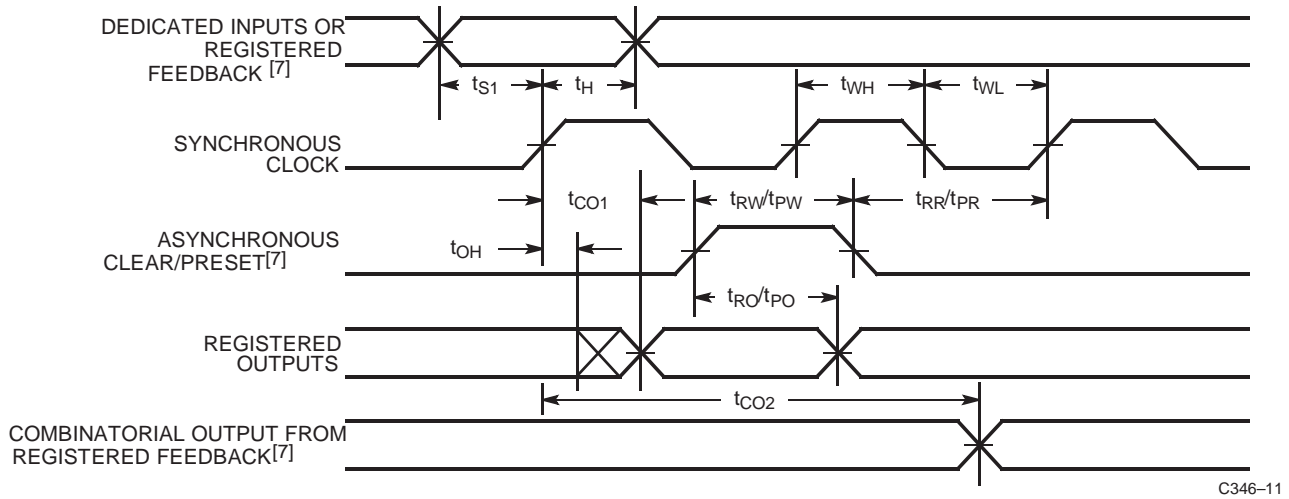 DEDICATED INPUTS OR
REGISTERED
FEEDBACK [7]
tS1
tH
tWH
tWL
SYNCHRONOUS
CLOCK
tCO1
tRW/tPW
tRR/tPR
ASYNCHRONOUS
CLEAR/PRESET[7]
tOH
tRO/tPO
REGISTERED
OUTPUTS
tCO2
COMBINATORIAL OUTPUT FROM
REGISTERED FEEDBACK[7]
C346–11